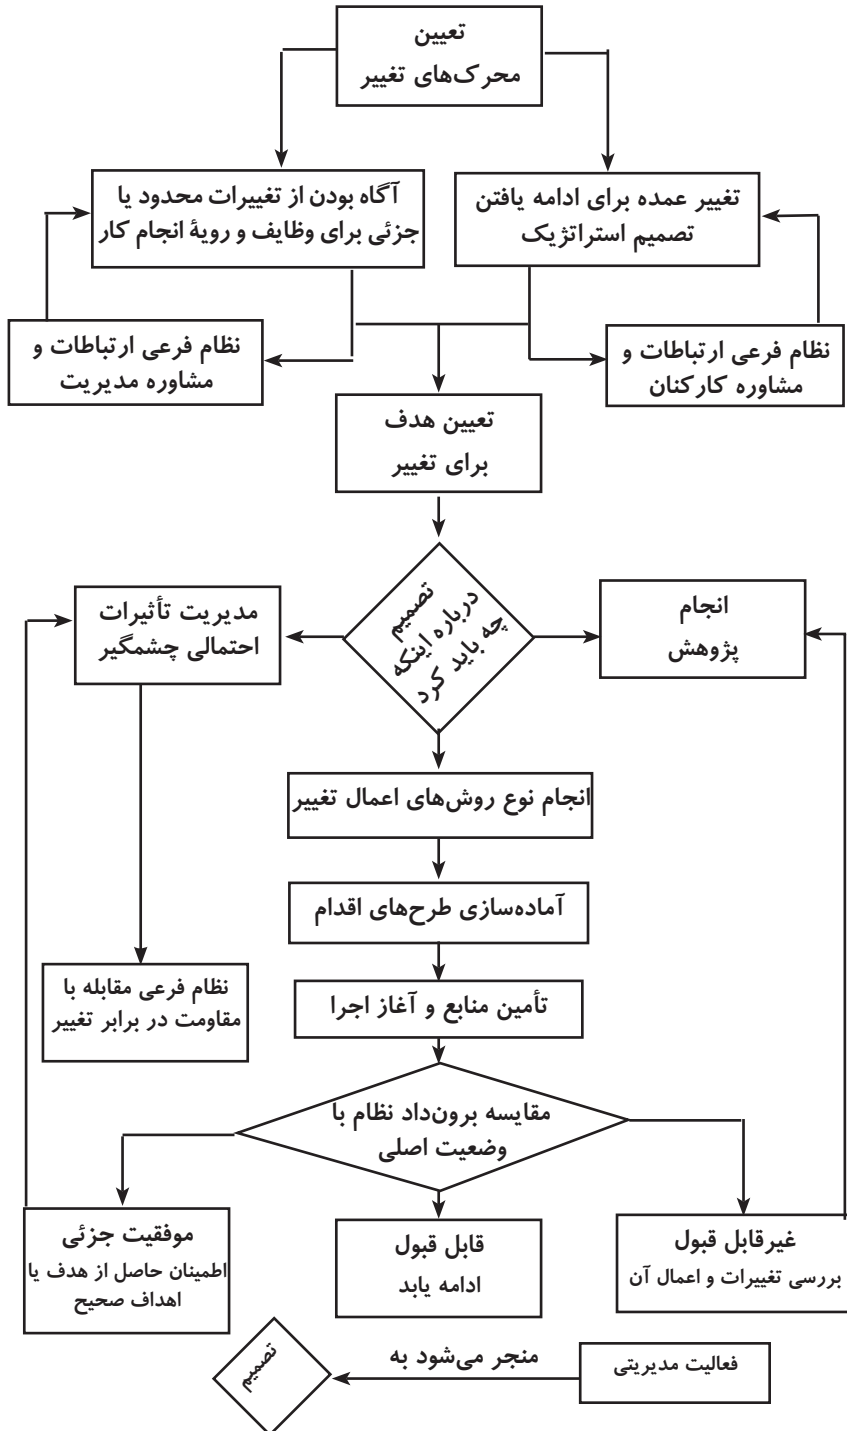 تعیین
محرک‌های تغییر
آگاه بودن از تغییرات محدود یا
جزئی برای وظایف و رویهٔ انجام کار
تغییر عمده برای ادامه یافتن
تصمیم استراتژیک
نظام فرعی ارتباطات و
مشاوره مدیریت
نظام فرعی ارتباطات و
مشاوره کارکنان
تعیین هدف
برای تغییر
تصمیم
درباره اینکه
چه باید کرد
مدیریت تأثیرات
احتمالی چشمگیر
انجام
پژوهش
انجام نوع روش‌های اعمال تغییر
آماده‌سازی طرح‌های اقدام
نظام فرعی مقابله با
مقاومت در برابر تغییر
تأمین منابع و آغاز اجرا
مقایسه برون‌داد نظام با
وضعیت اصلی
موفقیت جزئی
اطمینان حاصل از هدف یا
اهداف صحیح
قابل قبول
ادامه یابد
غیرقابل قبول
بررسی تغییرات و اعمال آن
فعالیت مدیریتی
منجر می‌شود به
تصمیم